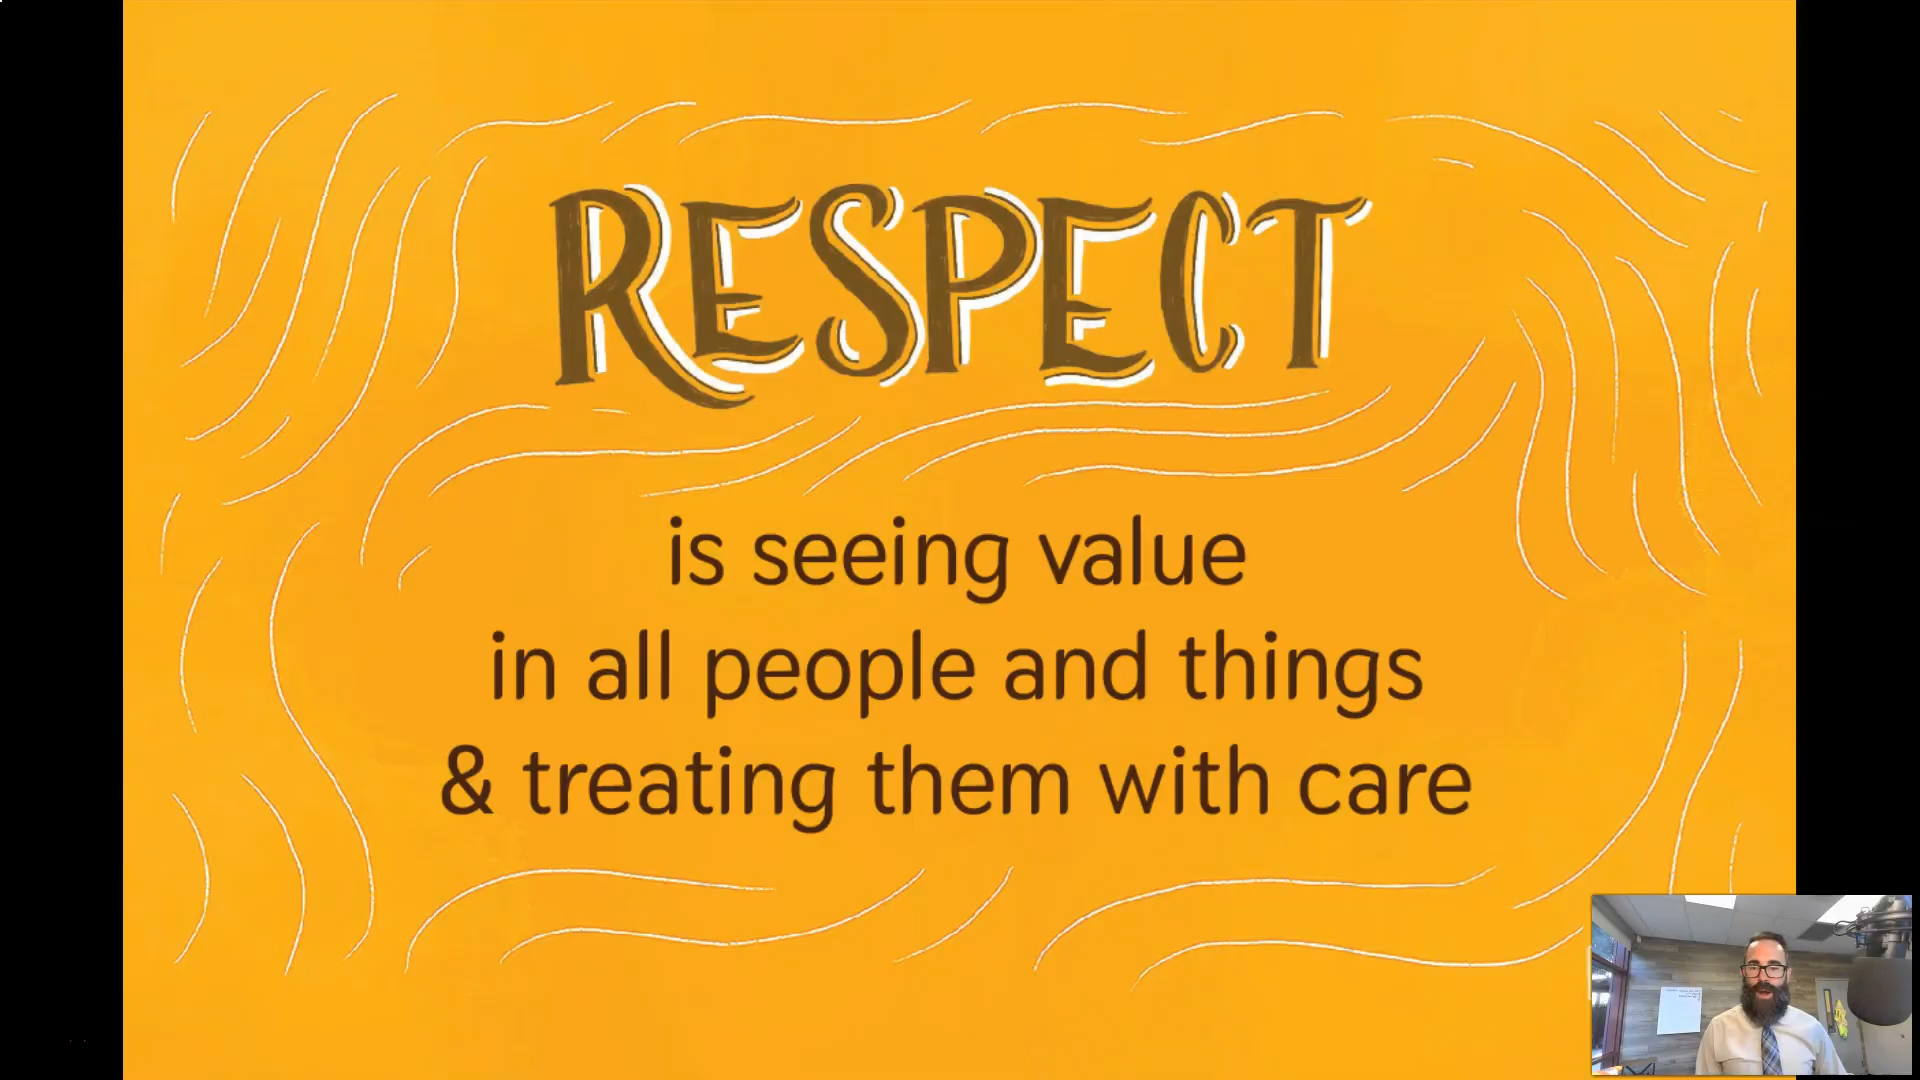 RESPECT
is seeing value
in all people and things
& treating them with care